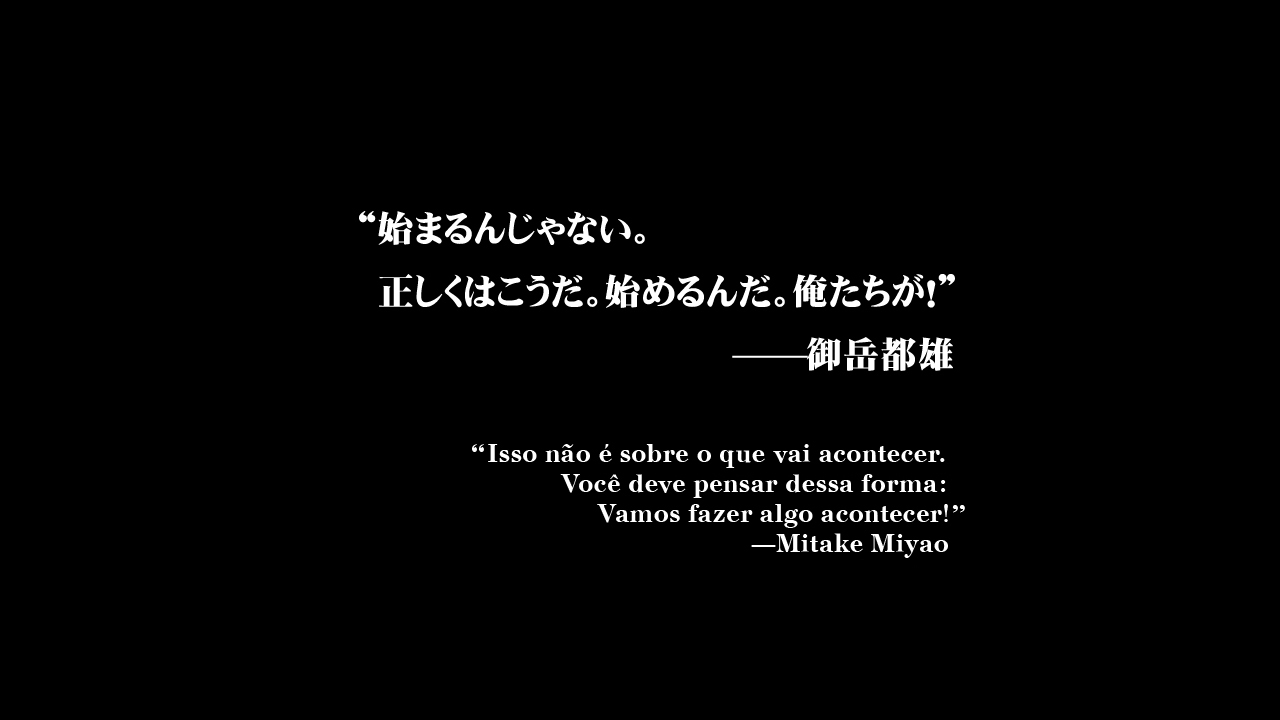 “始まるんじゃない。
正しくはこうだ。始めるんだ。俺たちが!”
——御岳都雄
“Isso não é sobre o que vai acontecer.
Você deve pensar dessa forma:
Vamos fazer algo acontecer!”
—Mitake Miyao